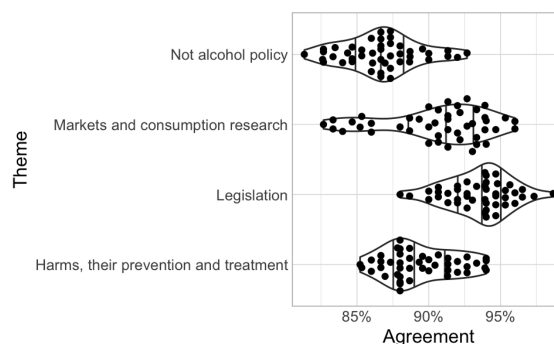 Theme
Not alcohol policy
Markets and consumption research
Legislation
Harms, their prevention and treatment
85% 90% 95%
Agreement